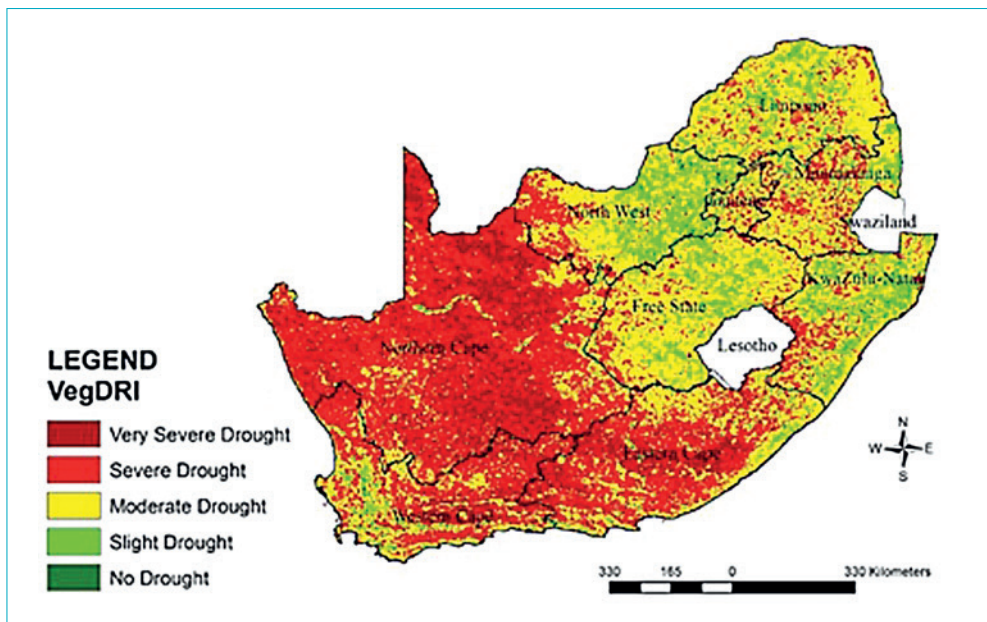 Limpopo
Mpumalanga
North West
Gauteng
Swaziland
KwaZulu-Natal
Free State
Lesotho
Northern Cape
Eastern Cape
Western Cape
LEGEND
VegDRI
Very Severe Drought
Severe Drought
Moderate Drought
Slight Drought
No Drought
N
W E
S
330 165 0 330 Kilometers